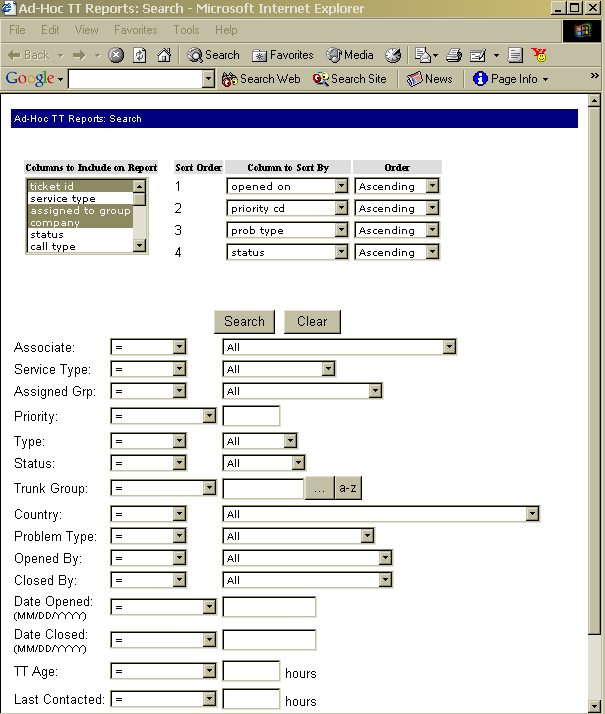 Ad-Hoc TT Reports: Search - Microsoft Internet Explorer
File Edit View Favorites Tools Help
Back Search Favorites Media
Google Search Web Search Site News Page Info »
Ad-Hoc TT Reports: Search
Columns to Include on Report Sort Order Column to Sort By Order
ticket id
service type
assigned to group
company
status
call type
1 opened on Ascending
2 priority cd Ascending
3 prob type Ascending
4 status Ascending
Search Clear
Associate: = All
Service Type: = All
Assigned Grp: = All
Priority: =
Type: = All
Status: = All
Trunk Group: = ... a-z
Country: = All
Problem Type: = All
Opened By: = All
Closed By: = All
Date Opened: =
(MM/DD/YYYY)
Date Closed: =
(MM/DD/YYYY)
TT Age: = hours
Last Contacted: = hours